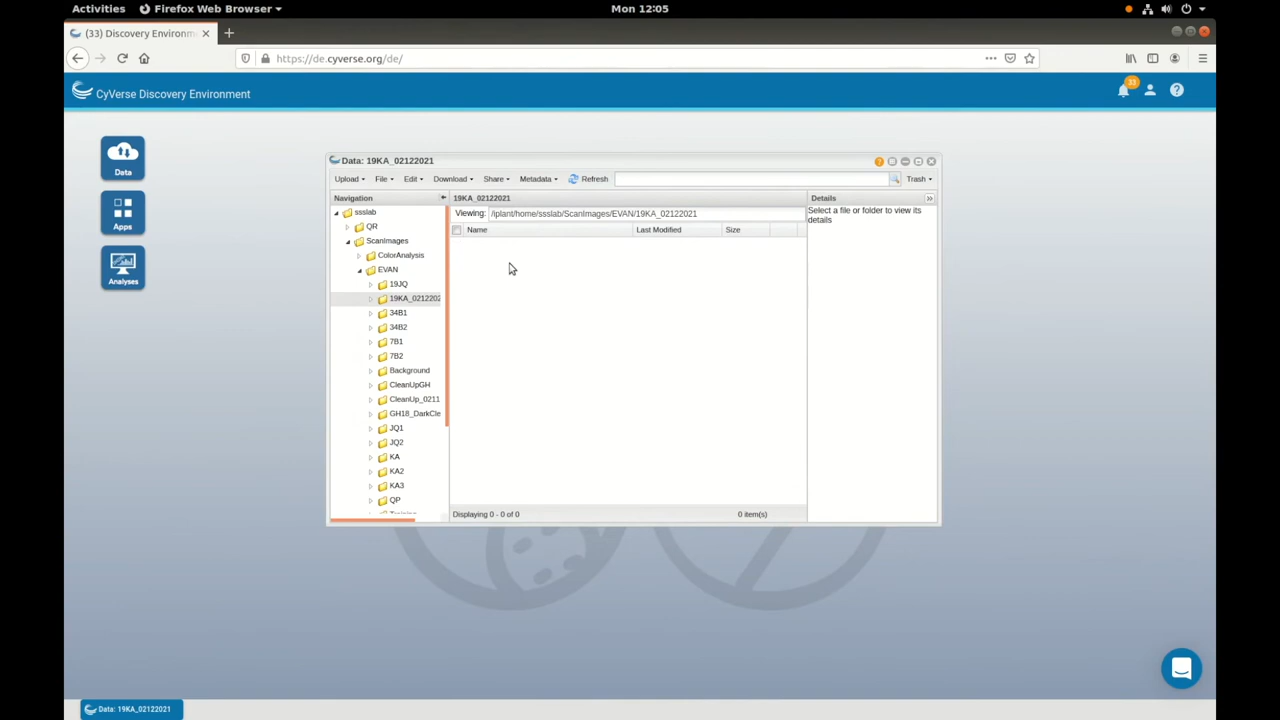 Activities Firefox Web Browser Mon 12:05
(33) Discovery Environm
https://de.cyverse.org/de/
CyVerse Discovery Environment 33
Data
Apps
Analyses
Data: 19KA_02122021
Upload File Edit Download Share Metadata Refresh Trash
Navigation 19KA_02122021 Details
Viewing: /iplant/home/ssslab/ScanImages/EVAN/19KA_02122021
Select a file or folder to view its details
Name Last Modified Size
ssslab
QR
ScanImages
ColorAnalysis
EVAN
19JQ
19KA_0212202
34B1
34B2
7B1
7B2
Background
CleanUpGH
CleanUp_0211
GH18_DarkCle
JQ1
JQ2
KA
KA2
KA3
QP
Displaying 0 - 0 of 0 0 item(s)
Data: 19KA_02122021